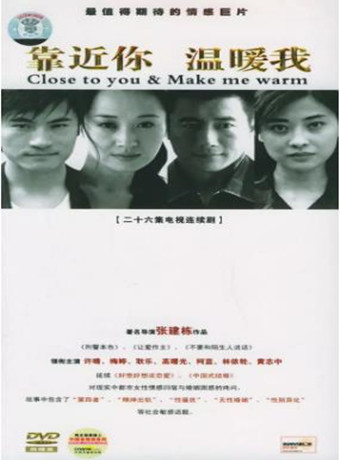 最值得期待的情感巨片
靠近你 温暖我
Close to you & Make me warm
[二十六集电视连续剧]
著名导演张建栋作品
《刑警本色》、《让爱作主》、《不要和陌生人说话》
领衔主演 许晴 梅婷 耿乐 高曙光 柯蓝 林依轮 黄志中
延续《好想好想谈恋爱》、《中国式结婚》
对现实中都市女性情感归宿与婚姻困惑的拷问。
故事中包含了“第四者”、“精神出轨”、“性骚扰”、“无性婚姻”、“性别异化”
等社会敏感话题。
DVD